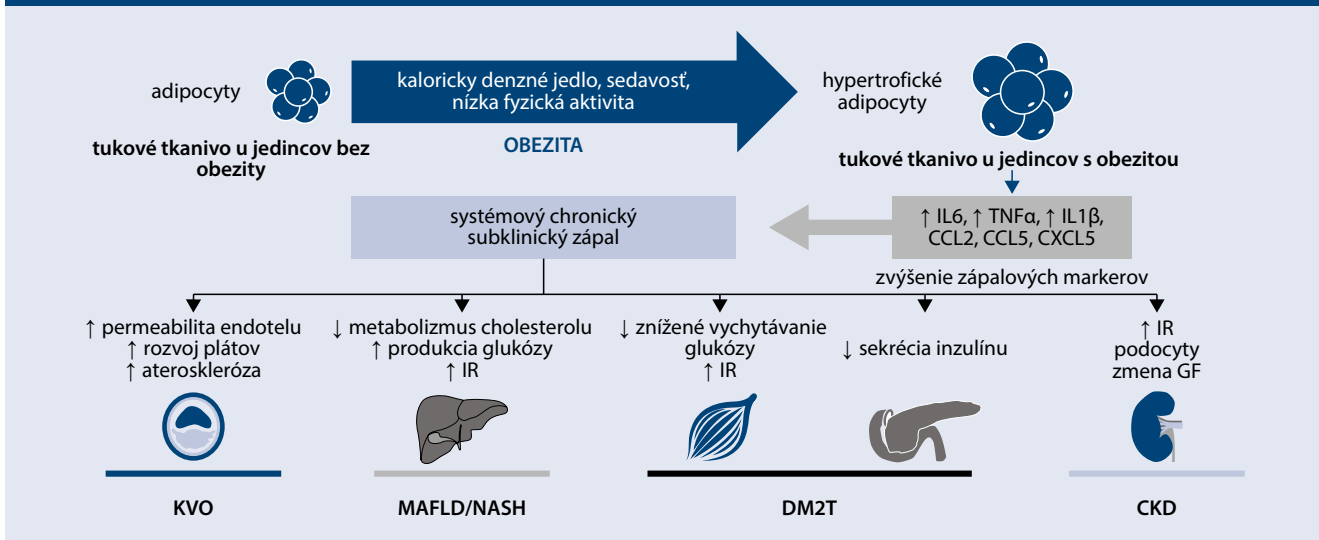 adipocyty
tukové tkanivo u jedincov bez
obezity
kaloricky denzné jedlo, sedavosť,
nízka fyzická aktivita
OBEZITA
hypertrofické
adipocyty
tukové tkanivo u jedincov s obezitou
systémový chronický
subklinický zápal
↑ IL6, ↑ TNFα, ↑ IL1β,
CCL2, CCL5, CXCL5
zvýšenie zápalových markerov
↑ permeabilita endotelu
↑ rozvoj plátov
↑ ateroskleróza
↓ metabolizmus cholesterolu
↑ produkcia glukózy
↑ IR
↓ znížené vychytávanie
glukózy
↑ IR
↓ sekrécia inzulínu
↑ IR
podocyty
zmena GF
KVO
MAFLD/NASH
DM2T
CKD